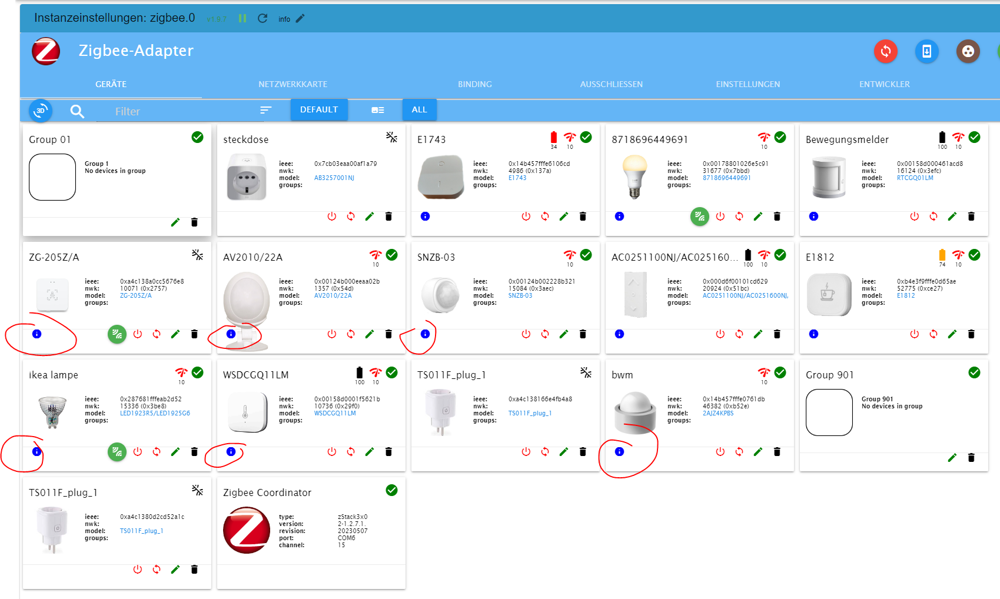 Instanzeinstellungen: zigbee.0 v1.9.7 info
Zigbee-Adapter
GERÄTE NETZWERKKARTE BINDING AUSSCHLIESSEN EINSTELLUNGEN ENTWICKLER
3D Filter DEFAULT ALL
Group 01
Group 1
No devices in group
steckdose
ieee: 0x7cb03eaa00af1a79
nwk:
model: AB3257001NJ
groups:
E1743
34 10
ieee: 0x14b457fffe6106cd
nwk: 4986 (0x137a)
model: E1743
groups:
8718696449691
10
ieee: 0x00178801026e5c91
nwk: 31677 (0x7bbd)
model: 8718696449691
groups:
Bewegungsmelder
100 10
ieee: 0x00158d000461acd8
nwk: 16124 (0x3efc)
model: RTCGQ01LM
groups:
ZG-205Z/A
ieee: 0xa4c138a0cc5676e8
nwk: 10071 (0x2757)
model: ZG-205Z/A
groups:
AV2010/22A
10
ieee: 0x00124b000eeaa02b
nwk: 1357 (0x54d)
model: AV2010/22A
groups:
SNZB-03
10
ieee: 0x00124b002228b321
nwk: 15084 (0x3aec)
model: SNZB-03
groups:
AC0251100NJ/AC025160...
100 10
ieee: 0x000d6f00101cd629
nwk: 20924 (0x51bc)
model: AC0251100NJ/AC0251600NJ,
groups:
E1812
74 10
ieee: 0xb4e3f9fffe0d65ae
nwk: 52775 (0xce27)
model: E1812
groups:
ikea lampe
10
ieee: 0x287681fffeab2d52
nwk: 15336 (0x3be8)
model: LED1923R5/LED1925G6
groups:
WSDCGQ11LM
100 10
ieee: 0x00158d0001f5621b
nwk: 10736 (0x29f0)
model: WSDCGQ11LM
groups:
TS011F_plug_1
ieee: 0xa4c138166e4fb4a8
nwk:
model: TS011F_plug_1
groups:
bwm
10
ieee: 0x14b457fffe0761db
nwk: 46382 (0xb52e)
model: 2AJZ4KPBS
groups:
Group 901
Group 901
No devices in group
TS011F_plug_1
ieee: 0xa4c1380d2cd52a1c
nwk:
model: TS011F_plug_1
groups:
Zigbee Coordinator
type: zStack3x0
version: 2-1.2.7.1.
revision: 20230507
port: COM6
channel: 15